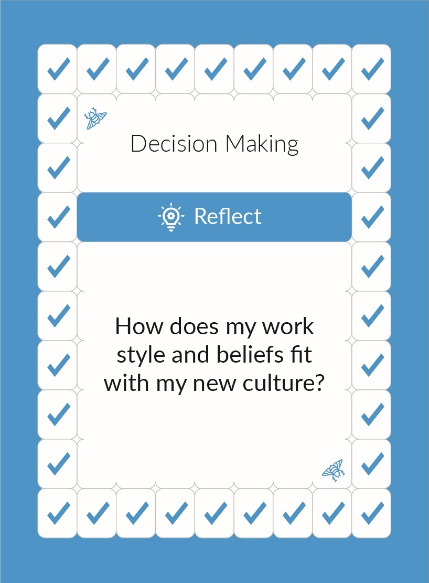 Decision Making
Reflect
How does my work
style and beliefs fit
with my new culture?